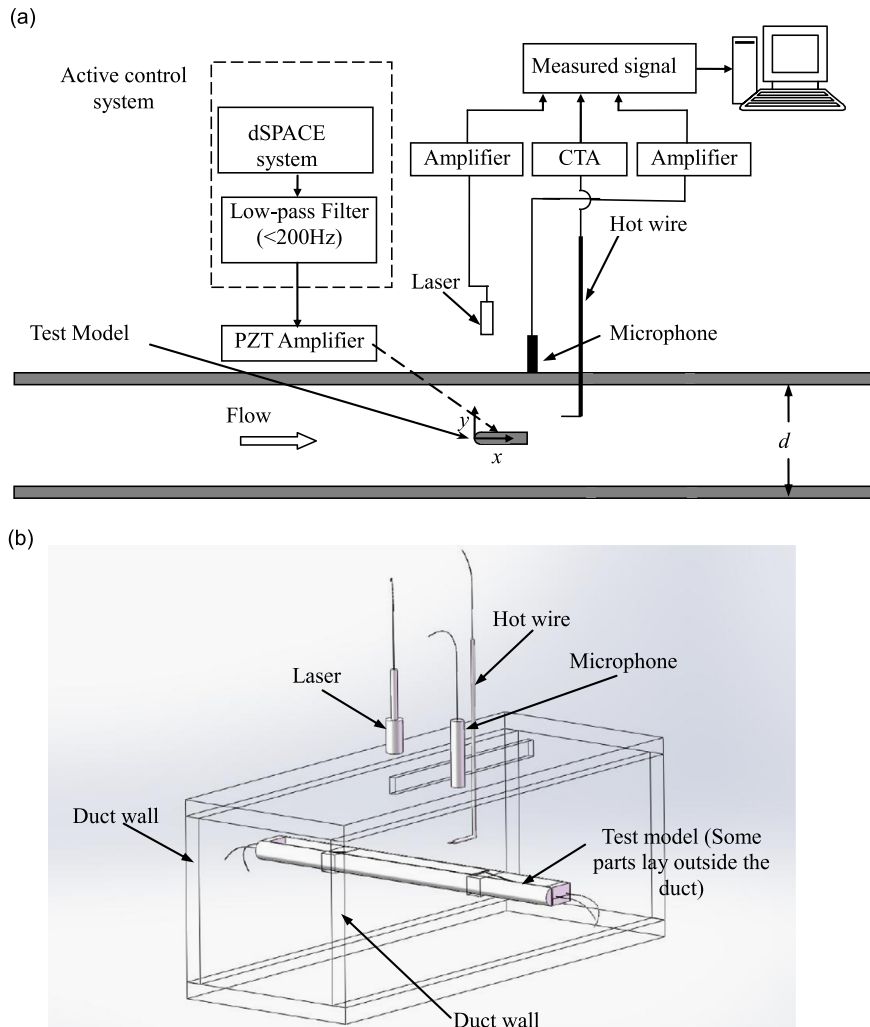 (a)
Active control
system
dSPACE
system
Low-pass Filter
(<200Hz)
PZT Amplifier
Test Model
Measured signal
Amplifier
CTA
Amplifier
Hot wire
Laser
Microphone
Flow
y
x
d
(b)
Hot wire
Microphone
Laser
Duct wall
Test model (Some
parts lay outside the
duct)
Duct wall